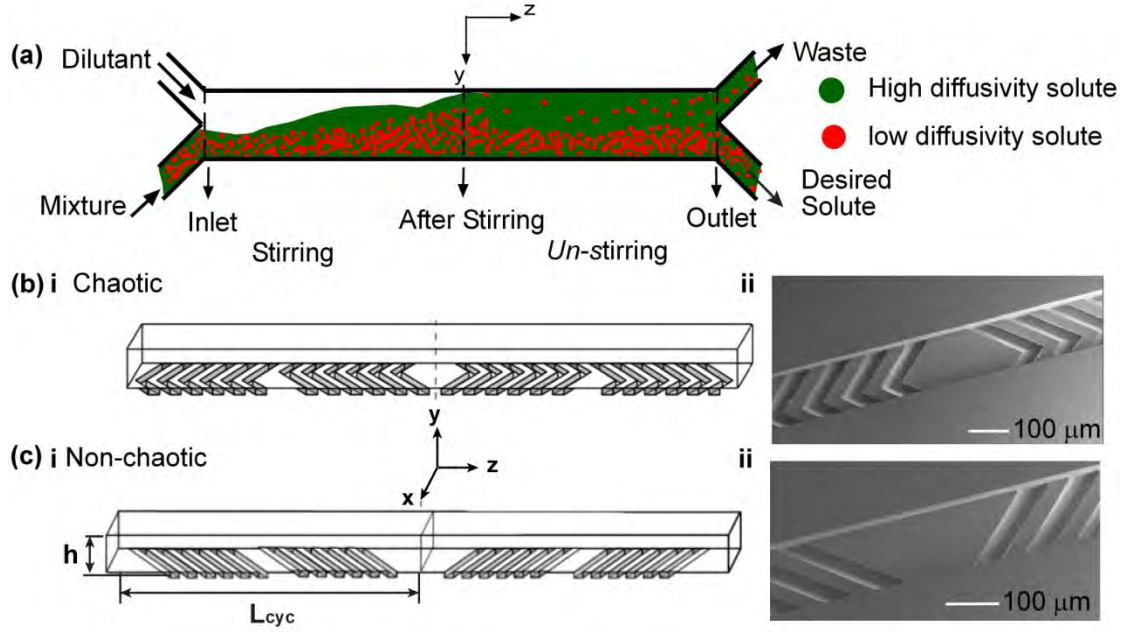 z
(a)
Dilutant
y
Waste
High diffusivity solute
low diffusivity solute
Mixture
Inlet
After Stirring
Outlet
Desired
Solute
Stirring
Un-stirring
(b) i Chaotic
ii
100 μm
y
z
x
(c) i Non-chaotic
ii
h
Lcyc
100 μm